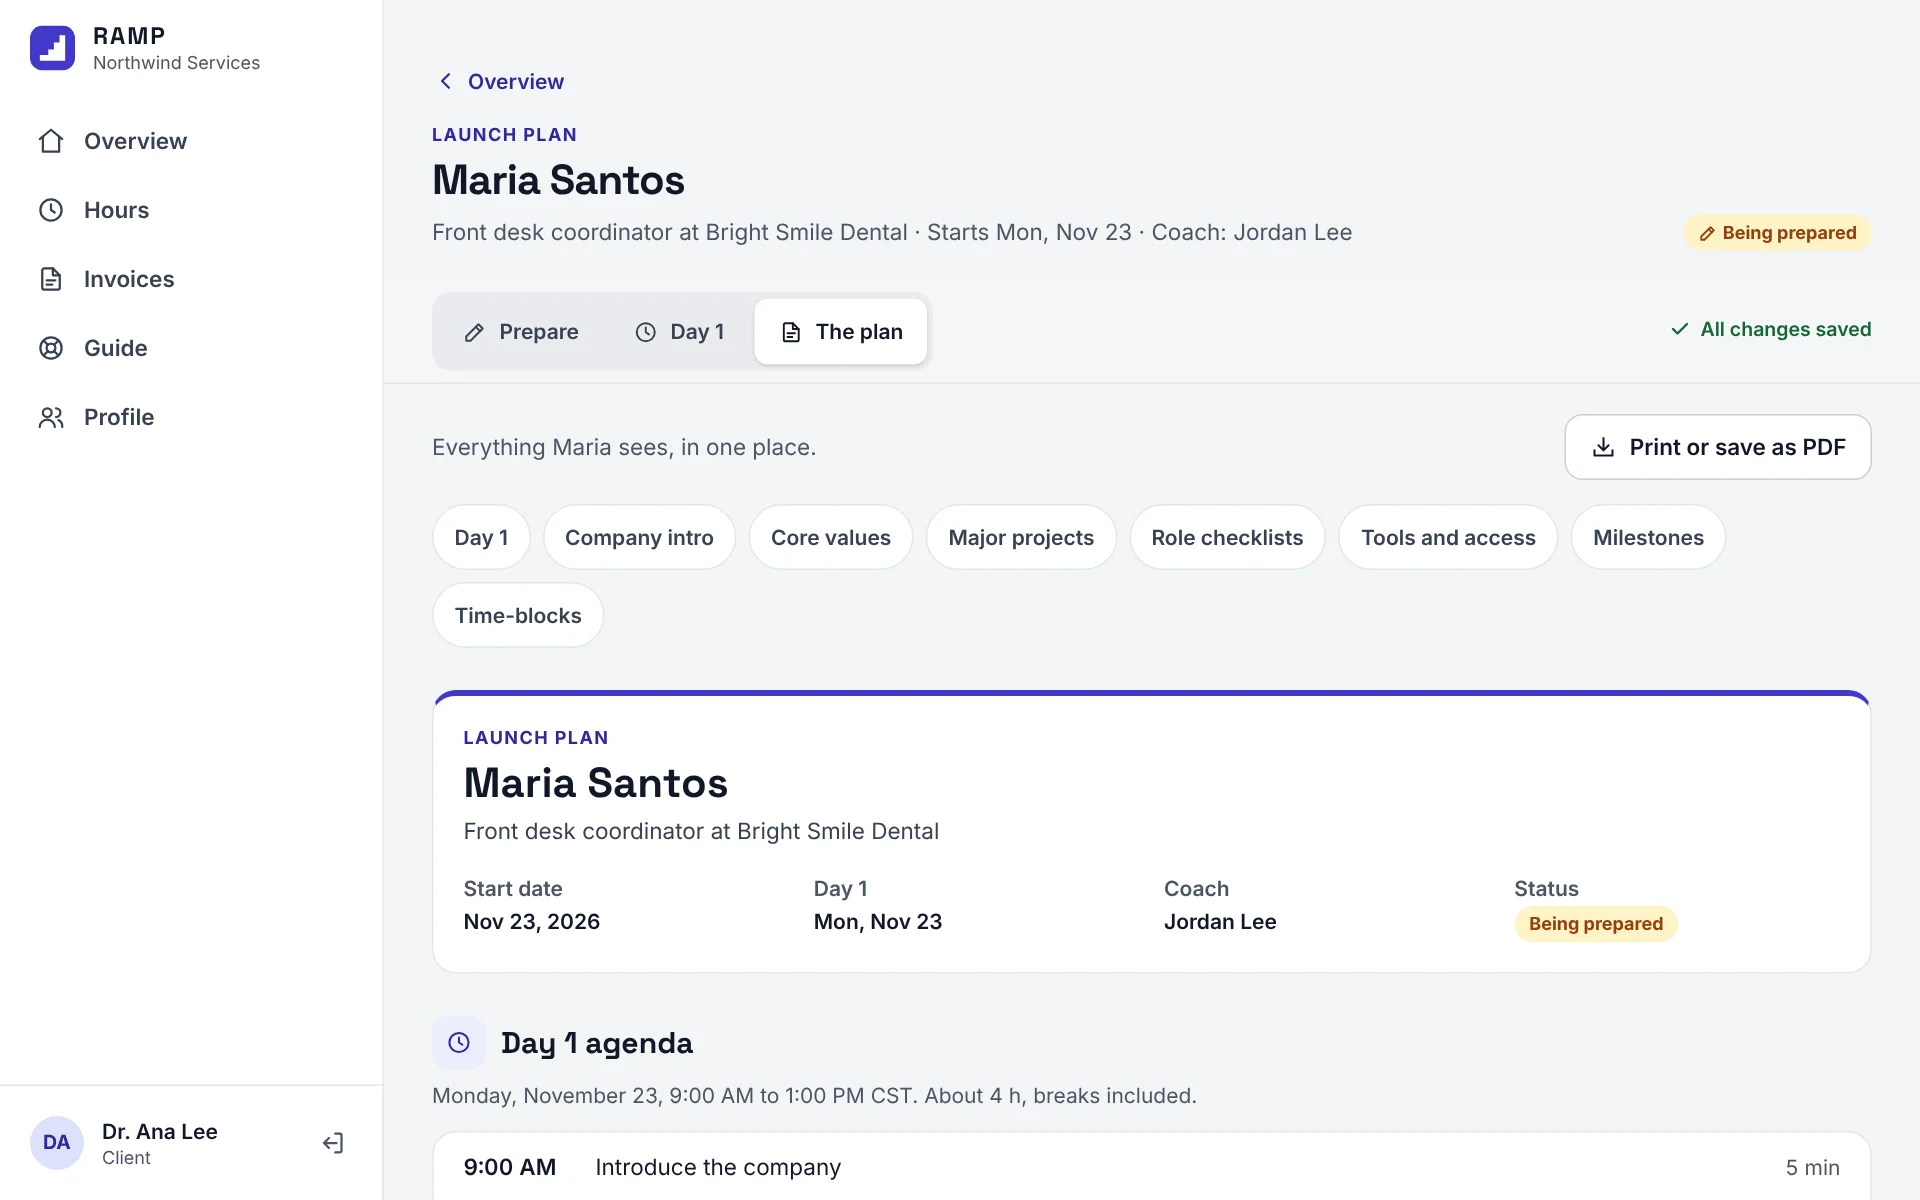 RAMP
Northwind Services
Overview
Hours
Invoices
Guide
Profile
DA
Dr. Ana Lee
Client
Overview
LAUNCH PLAN
Maria Santos
Front desk coordinator at Bright Smile Dental · Starts Mon, Nov 23 · Coach: Jordan Lee
Being prepared
Prepare
Day 1
The plan
All changes saved
Everything Maria sees, in one place.
Print or save as PDF
Day 1
Company intro
Core values
Major projects
Role checklists
Tools and access
Milestones
Time-blocks
LAUNCH PLAN
Maria Santos
Front desk coordinator at Bright Smile Dental
Start date
Nov 23, 2026
Day 1
Mon, Nov 23
Coach
Jordan Lee
Status
Being prepared
Day 1 agenda
Monday, November 23, 9:00 AM to 1:00 PM CST. About 4 h, breaks included.
9:00 AM Introduce the company 5 min